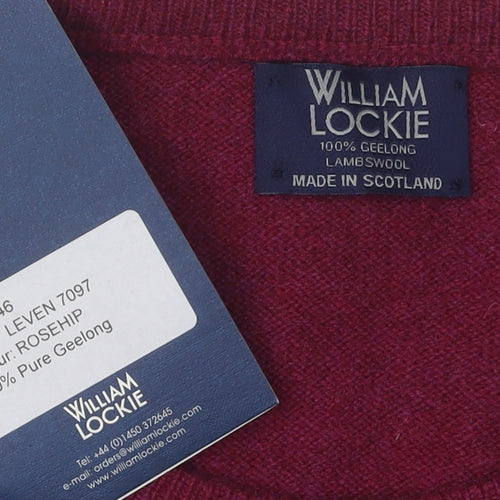 WILLIAM
LOCKIE
100% GEELONG
LAMBSWOOL
MADE IN SCOTLAND
46
LEVEN 7097
ur: ROSEHIP
0% Pure Geelong
WILLIAM
LOCKIE
Tel: +44 (0)1450 372645
e-mail: orders@williamlockie.com
www.williamlockie.com